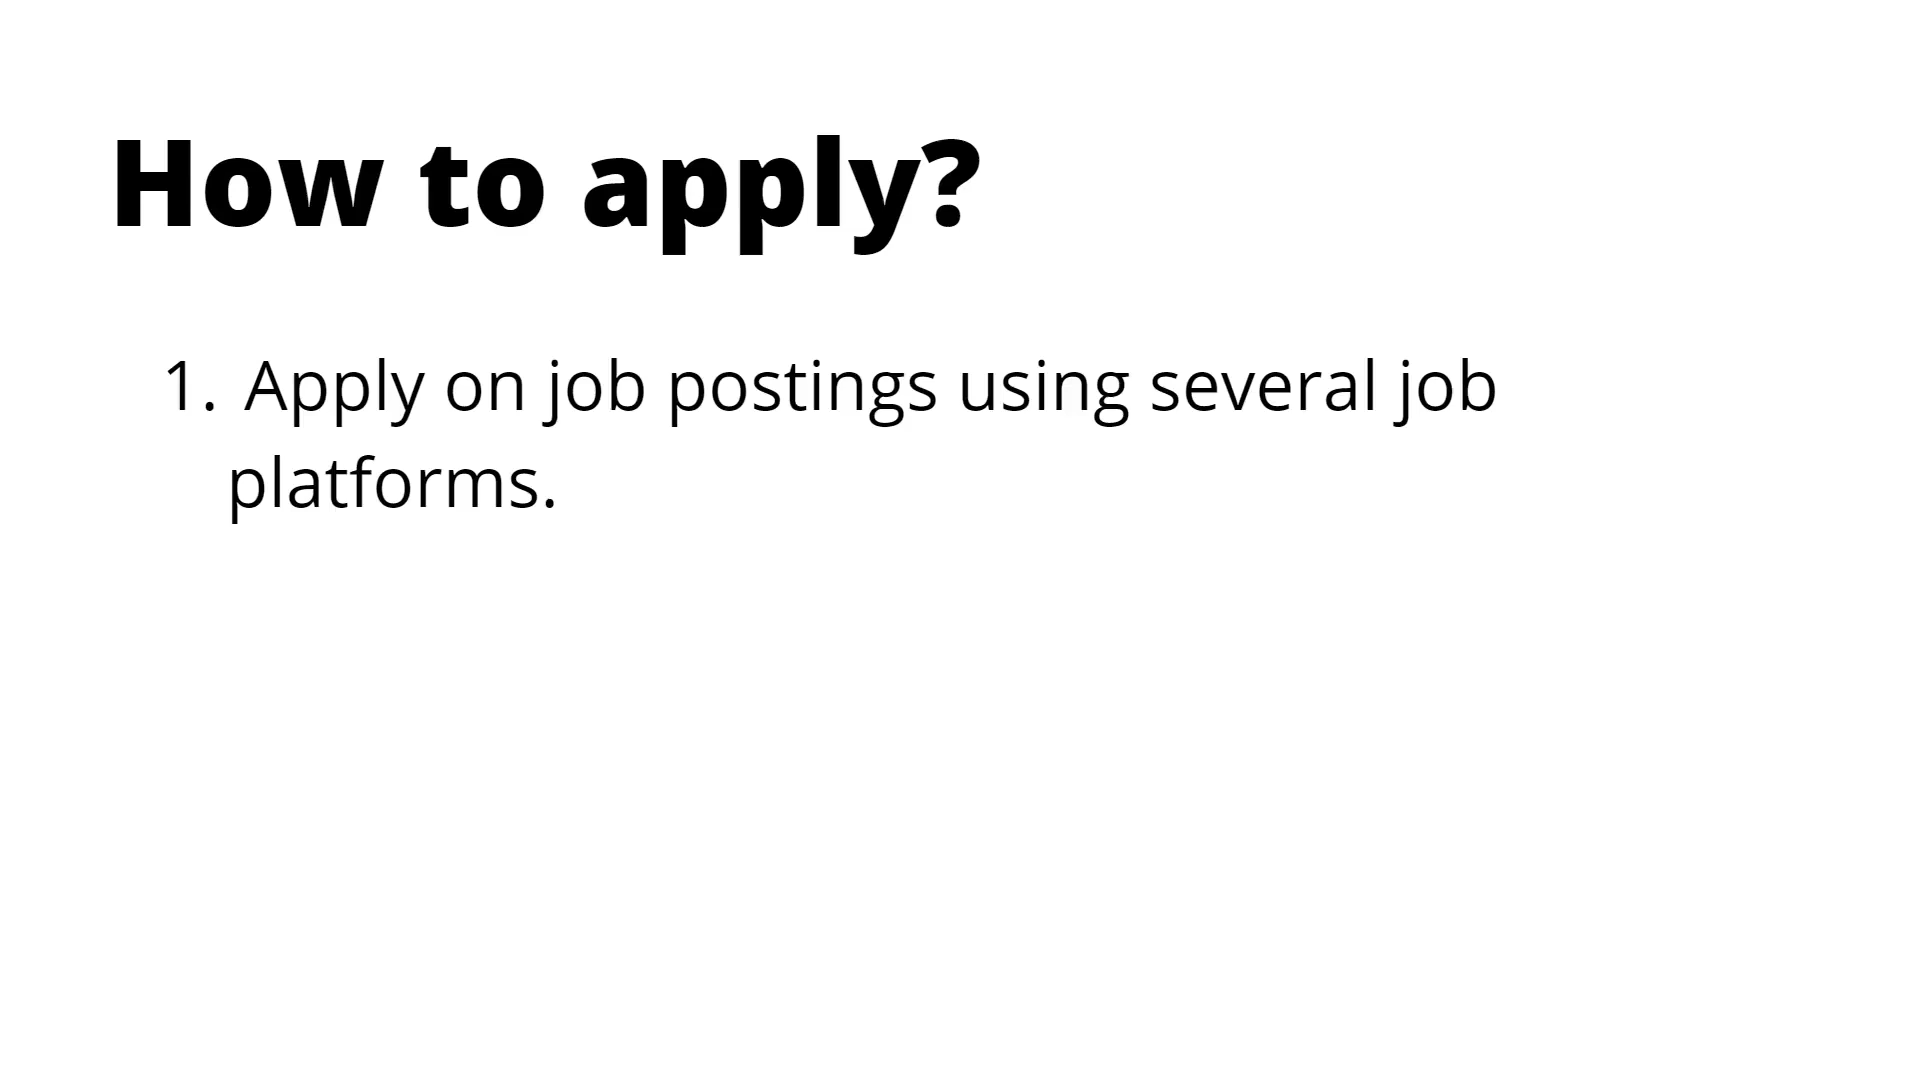 How to apply?
1. Apply on job postings using several job
platforms.